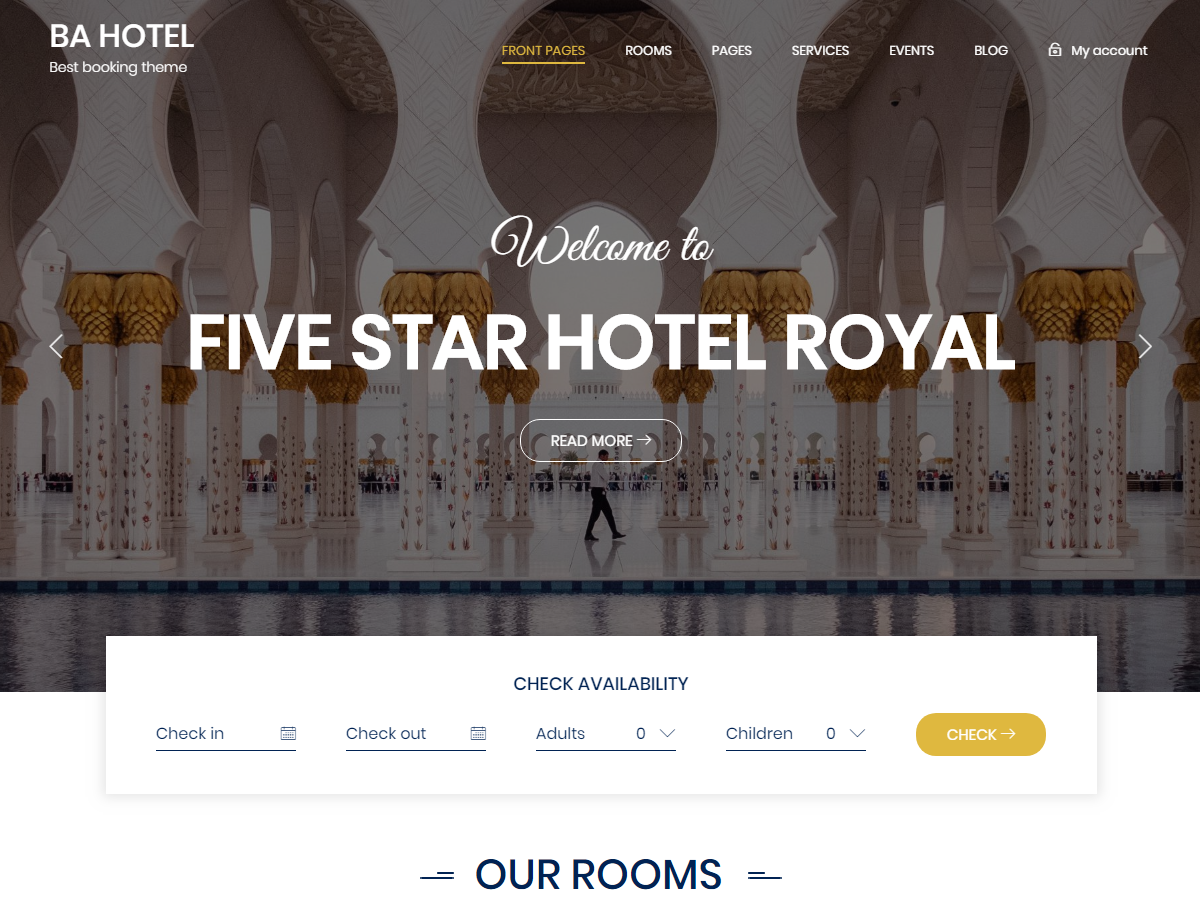 BA HOTEL
Best booking theme
FRONT PAGES
ROOMS
PAGES
SERVICES
EVENTS
BLOG
My account
Welcome to
FIVE STAR HOTEL ROYAL
READ MORE
CHECK AVAILABILITY
Check in
Check out
Adults 0
Children 0
CHECK
OUR ROOMS